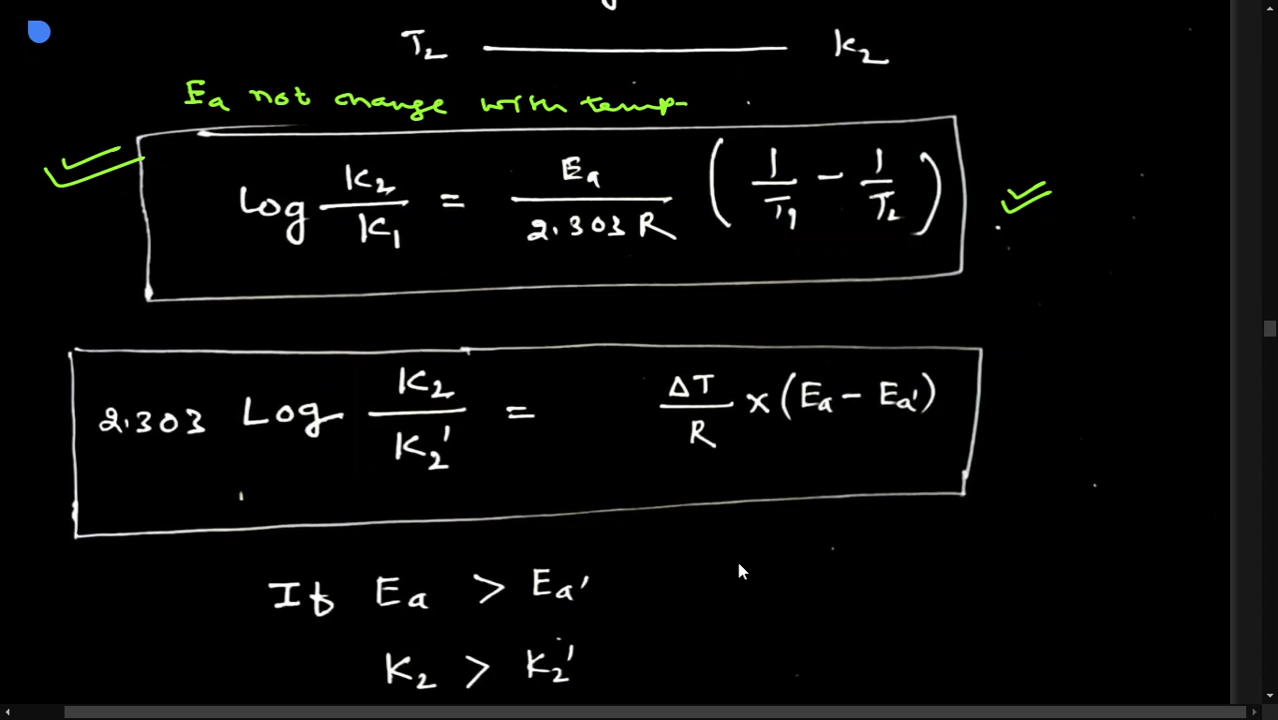 T₂ ——— K₂
Ea not change with temp-
Log K₂/K₁ = Ea/2.303 R (1/T₁ - 1/T₂)
2.303 Log K₂/K₂' = ΔT/R × (Ea - Ea')
If Ea > Ea'
K₂ > K₂'